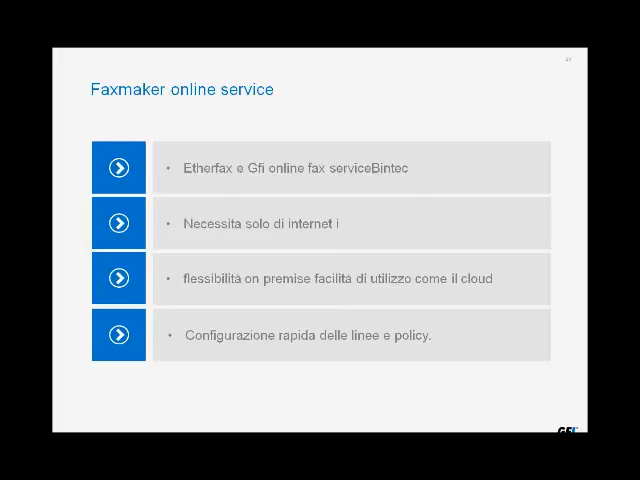 Faxmaker online service
• Etherfax e Gfi online fax serviceBintec
• Necessita solo di internet i
• flessibilità on premise facilità di utilizzo come il cloud
• Configurazione rapida delle linee e policy.
GFI